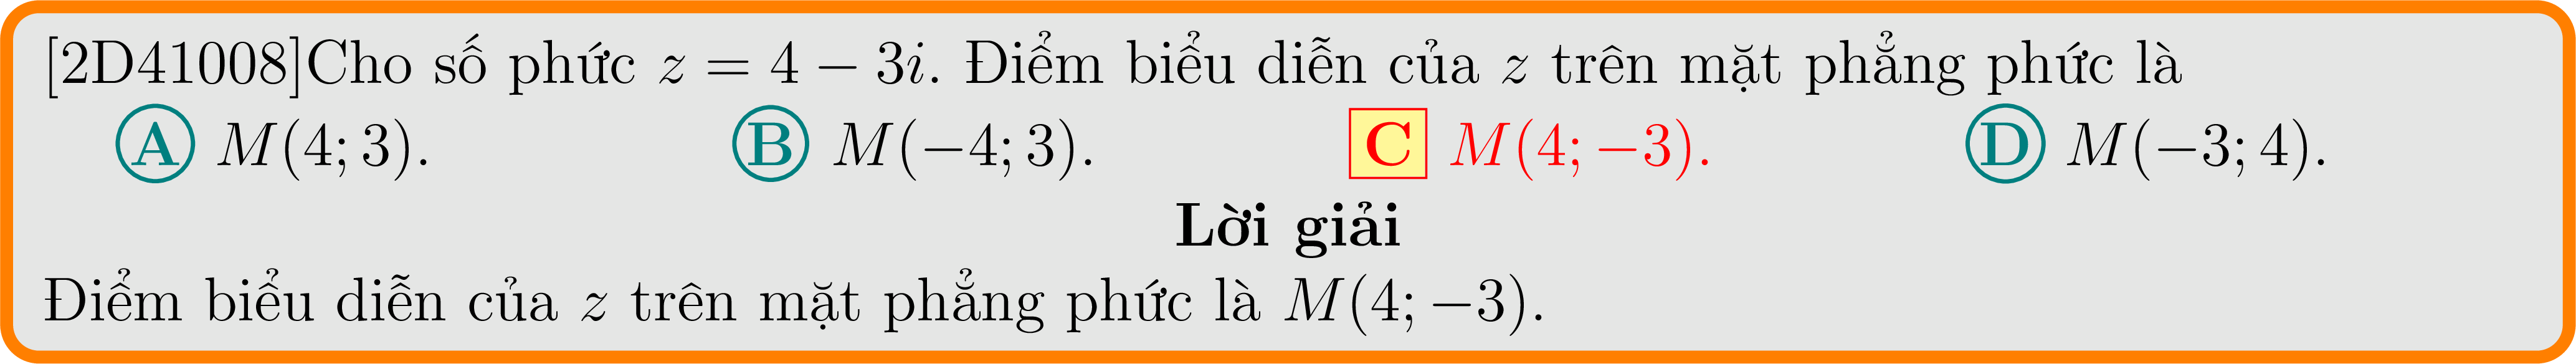 [2D41008]Cho số phức z = 4 − 3i. Điểm biểu diễn của z trên mặt phẳng phức là
A M(4; 3). B M(−4; 3). C M(4; −3). D M(−3; 4).
Lời giải
Điểm biểu diễn của z trên mặt phẳng phức là M(4; −3).